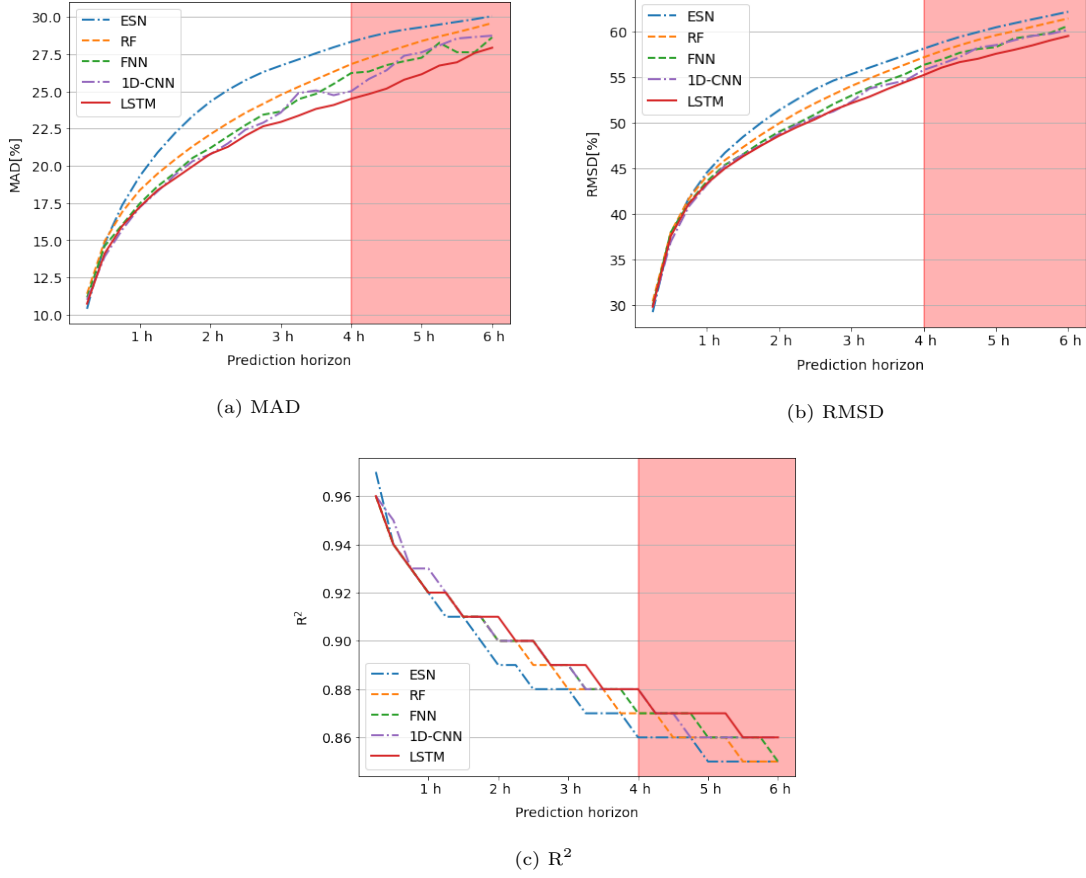 30.0
27.5
25.0
22.5
20.0
17.5
15.0
12.5
10.0
MAD[%]
ESN
RF
FNN
1D-CNN
LSTM
1 h 2 h 3 h 4 h 5 h 6 h
Prediction horizon
(a) MAD
60
55
50
45
40
35
30
RMSD[%]
ESN
RF
FNN
1D-CNN
LSTM
1 h 2 h 3 h 4 h 5 h 6 h
Prediction horizon
(b) RMSD
0.96
0.94
0.92
0.90
0.88
0.86
R²
ESN
RF
FNN
1D-CNN
LSTM
1 h 2 h 3 h 4 h 5 h 6 h
Prediction horizon
(c) R²